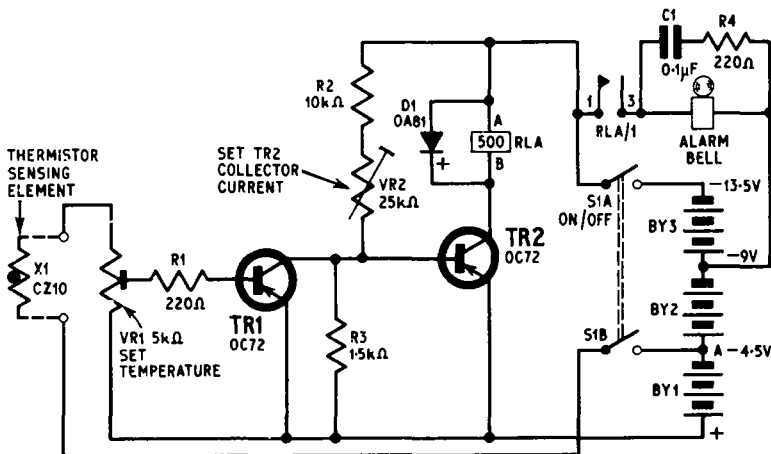 C1
0·1µF
R4
220Ω
R2
10kΩ
D1
OA81
+
A
500
RLA
B
1
3
RLA/1
ALARM
BELL
THERMISTOR
SENSING
ELEMENT
SET TR2
COLLECTOR
CURRENT
VR2
25kΩ
S1A
ON/OFF
−13·5V
BY3
−9V
X1
CZ10
R1
220Ω
TR1
OC72
TR2
OC72
VR1 5kΩ
SET
TEMPERATURE
R3
1·5kΩ
BY2
S1B
A −4·5V
BY1
+